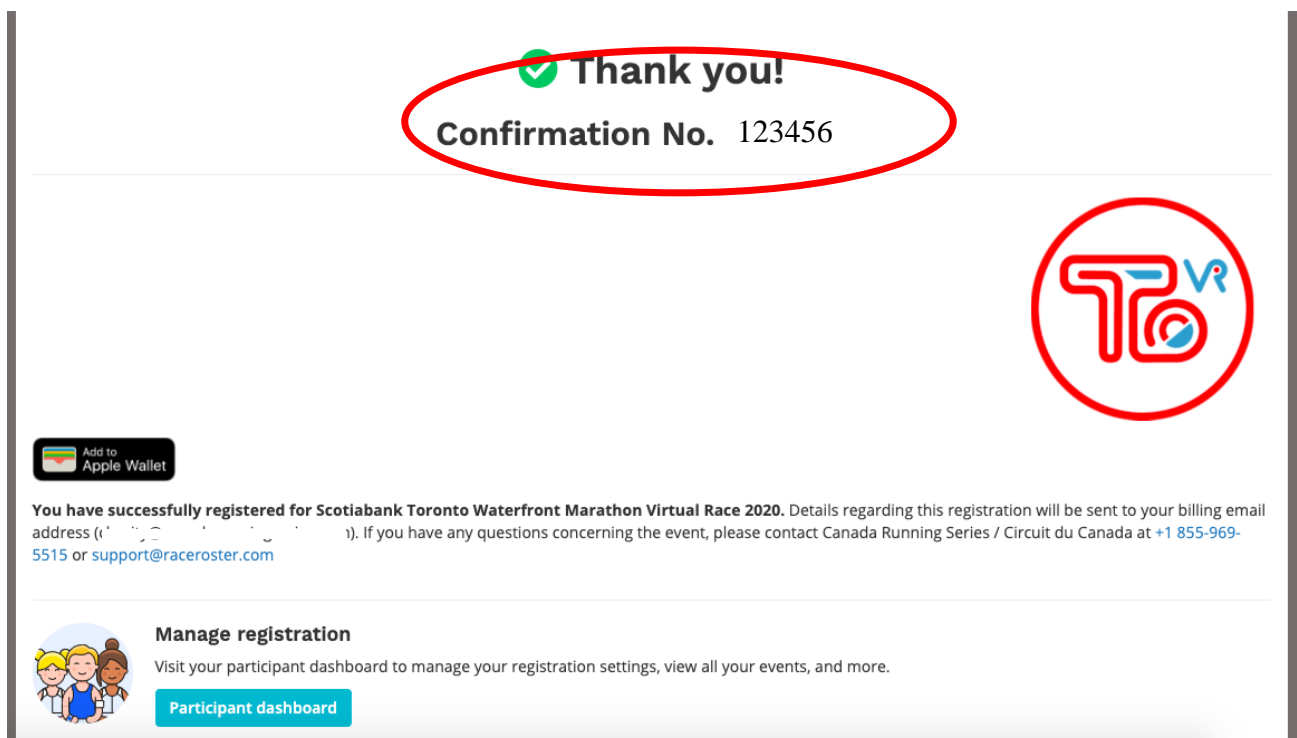 Thank you!
Confirmation No. 123456
TO VR
Add to
Apple Wallet
You have successfully registered for Scotiabank Toronto Waterfront Marathon Virtual Race 2020. Details regarding this registration will be sent to your billing email
address ( ). If you have any questions concerning the event, please contact Canada Running Series / Circuit du Canada at +1 855-969-
5515 or support@raceroster.com
Manage registration
Visit your participant dashboard to manage your registration settings, view all your events, and more.
Participant dashboard